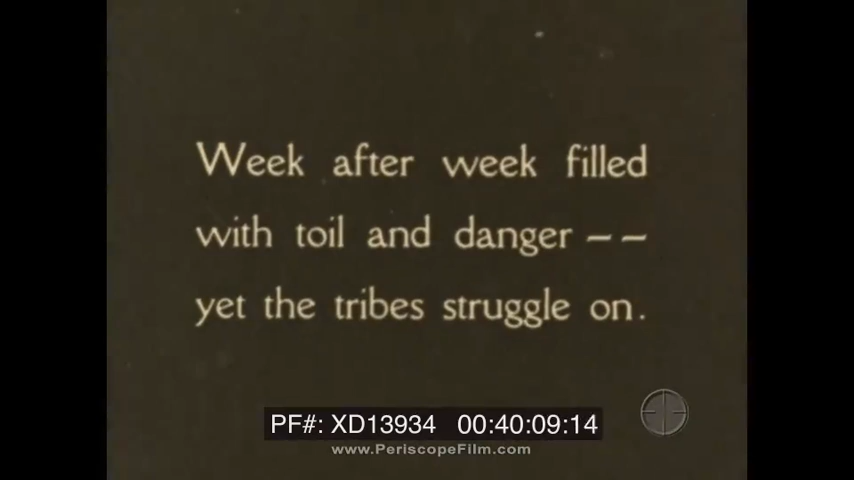 Week after week filled
with toil and danger – –
yet the tribes struggle on.
PF#: XD13934 00:40:09:14
www.PeriscopeFilm.com